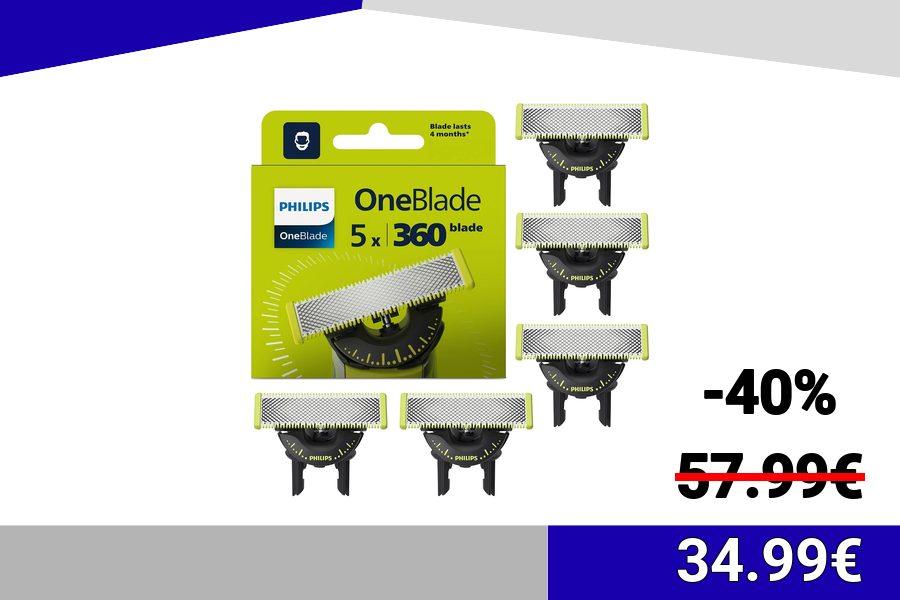 Blade lasts
4 months*
PHILIPS
OneBlade
OneBlade
5 x 360 blade
PHILIPS
PHILIPS
PHILIPS
PHILIPS
PHILIPS
-40%
57.99€
34.99€